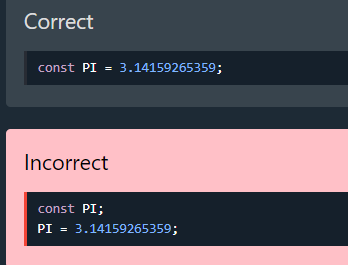 Correct
const PI = 3.14159265359;
Incorrect
const PI;
PI = 3.14159265359;